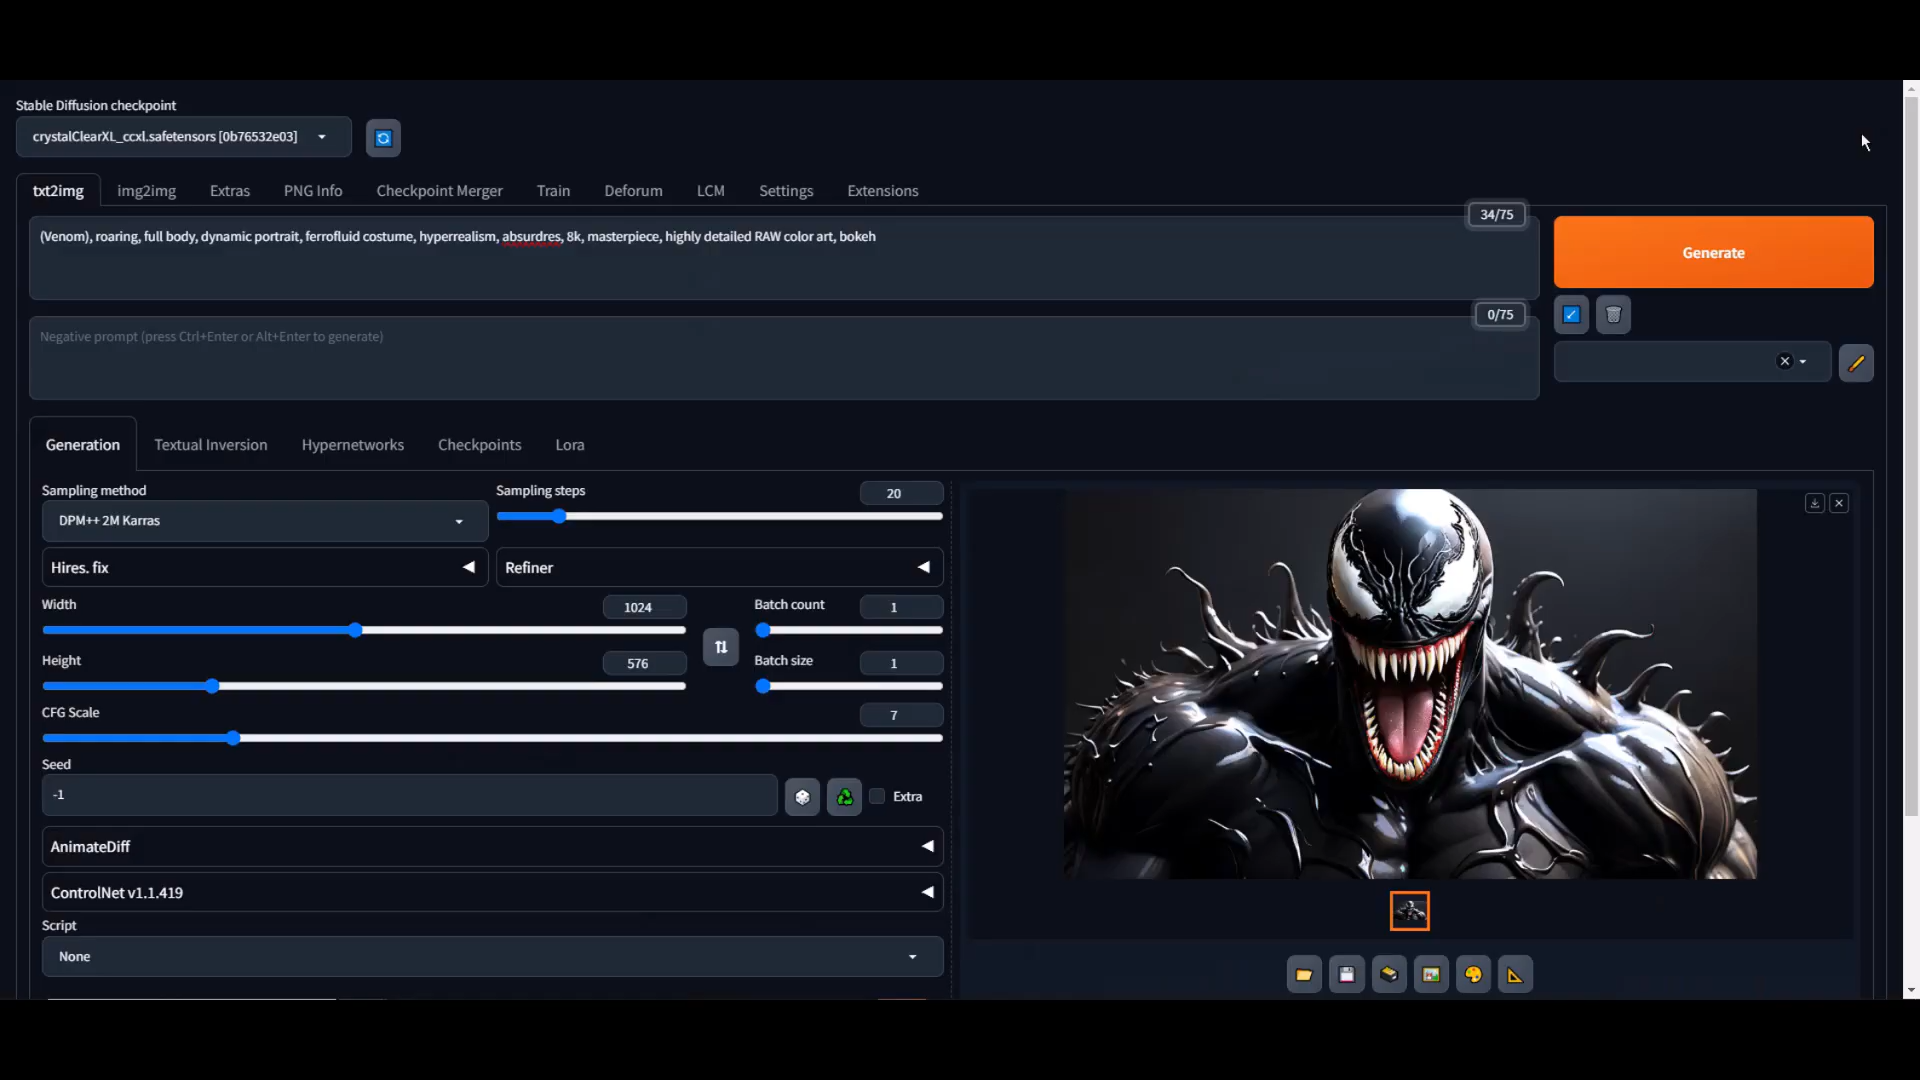 Stable Diffusion checkpoint
crystalClearXL_ccxl.safetensors [0b76532e03]
txt2img img2img Extras PNG Info Checkpoint Merger Train Deforum LCM Settings Extensions
34/75
(Venom), roaring, full body, dynamic portrait, ferrofluid costume, hyperrealism, absurdres, 8k, masterpiece, highly detailed RAW color art, bokeh
Generate
0/75
Negative prompt (press Ctrl+Enter or Alt+Enter to generate)
Generation Textual Inversion Hypernetworks Checkpoints Lora
Sampling method
DPM++ 2M Karras
Sampling steps 20
Hires. fix
Refiner
Width 1024
Batch count 1
Height 576
Batch size 1
CFG Scale 7
Seed
-1
Extra
AnimateDiff
ControlNet v1.1.419
Script
None